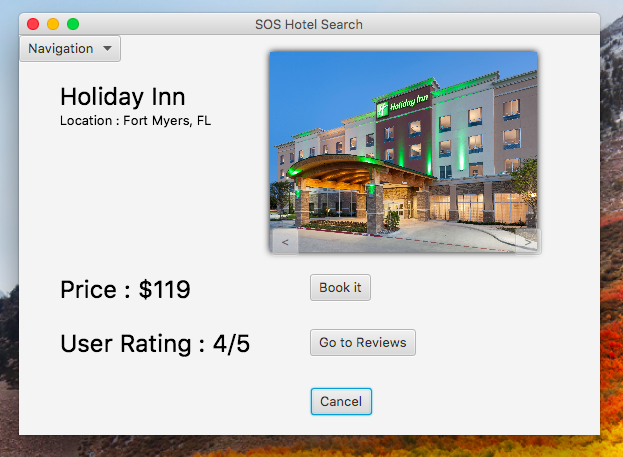 SOS Hotel Search
Navigation
Holiday Inn
Location : Fort Myers, FL
Holiday Inn
<
>
Price : $119
Book it
User Rating : 4/5
Go to Reviews
Cancel